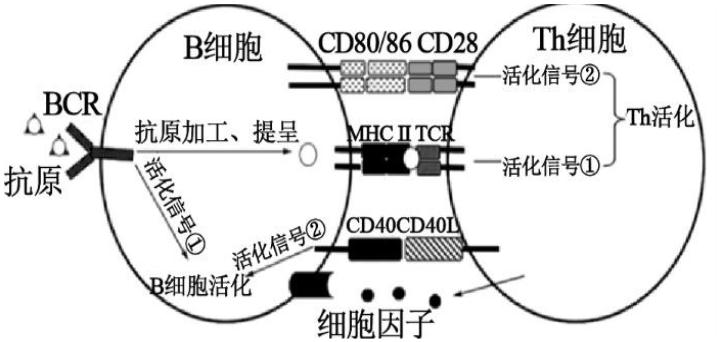 B细胞
CD80/86 CD28
Th细胞
活化信号②
BCR
抗原加工、提呈
MHCⅡ TCR
Th活化
抗原
活化信号①
活化信号①
CD40CD40L
活化信号②
B细胞活化
细胞因子